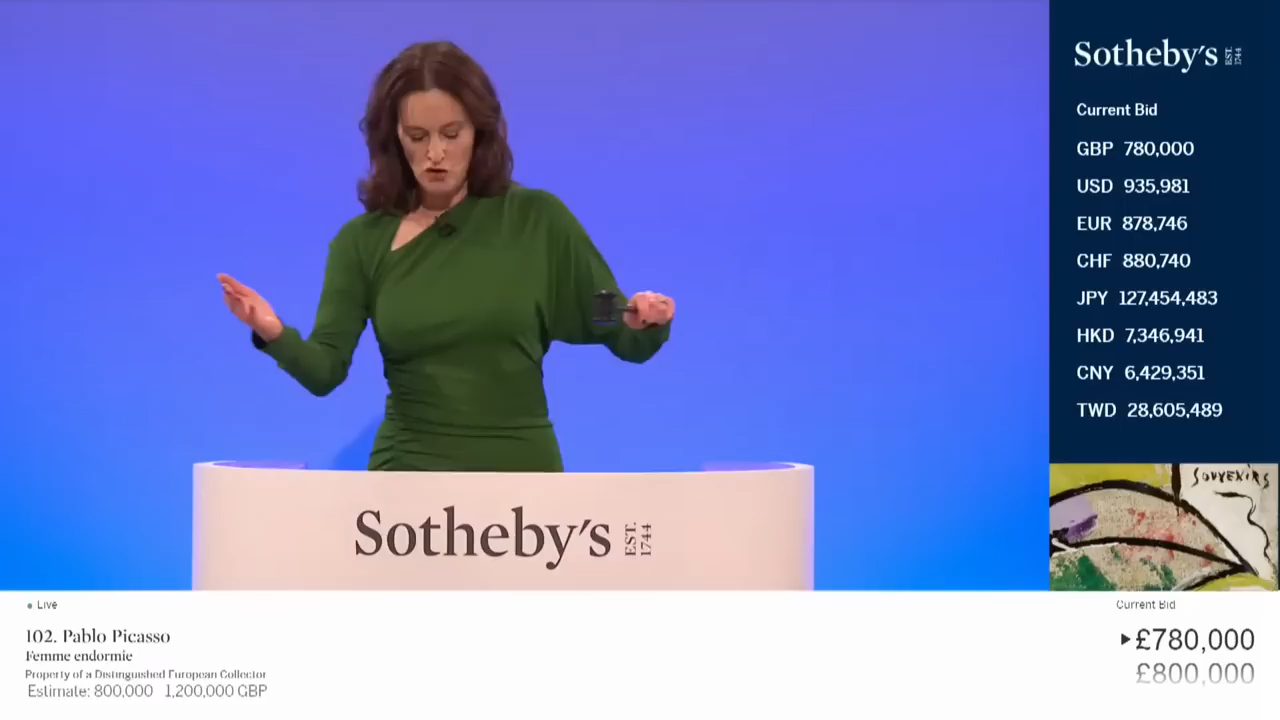 Sotheby's EST. 1744
Current Bid
GBP 780,000
USD 935,981
EUR 878,746
CHF 880,740
JPY 127,454,483
HKD 7,346,941
CNY 6,429,351
TWD 28,605,489
SOUVENIRS
Sotheby's EST. 1744
Live
102. Pablo Picasso
Femme endormie
Property of a Distinguished European Collector
Estimate: 800,000 1,200,000 GBP
Current Bid
£780,000
£800,000